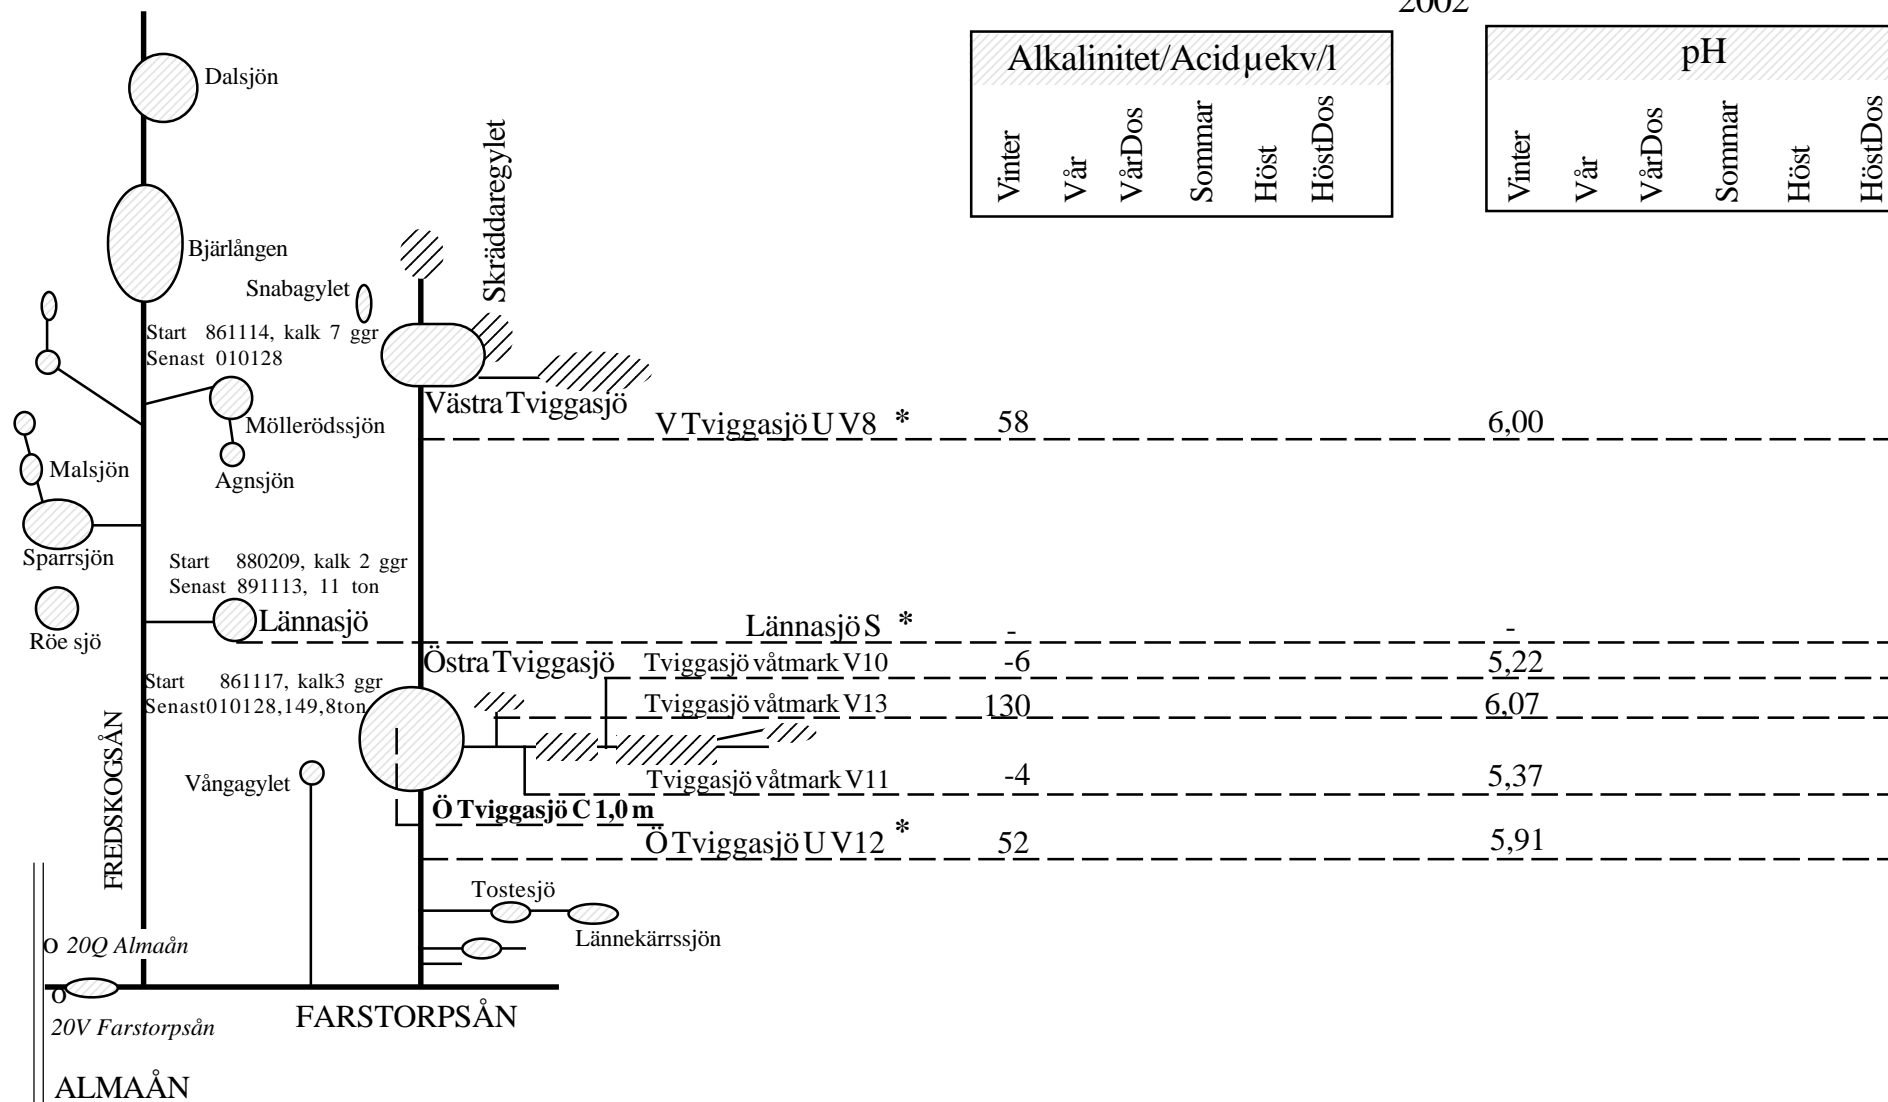 2002
Alkalinitet/Acid µekv/l
pH
Vinter
Vår
VårDos
Sommar
Höst
HöstDos
Vinter
Vår
VårDos
Sommar
Höst
HöstDos
Dalsjön
Skräddaregylet
Bjärlången
Snabagylet
Start 861114, kalk 7 ggr
Senast 010128
Västra Tviggasjö
V Tviggasjö U V8 * 58 6,00
Möllerödssjön
Malsjön
Agnsjön
Sparrsjön
Start 880209, kalk 2 ggr
Senast 891113, 11 ton
Lännasjö
Lännasjö S * - -
Röe sjö
Östra Tviggasjö
Tviggasjö våtmark V10 -6 5,22
Start 861117, kalk3 ggr
Senast010128,149,8ton
Tviggasjö våtmark V13 130 6,07
FREDSKOGSÅN
Vångagylet
Tviggasjö våtmark V11 -4 5,37
Ö Tviggasjö C 1,0 m
Ö Tviggasjö U V12 * 52 5,91
Tostesjö
Lännekärrssjön
o 20Q Almaån
o
20V Farstorpsån
FARSTORPSÅN
ALMAÅN